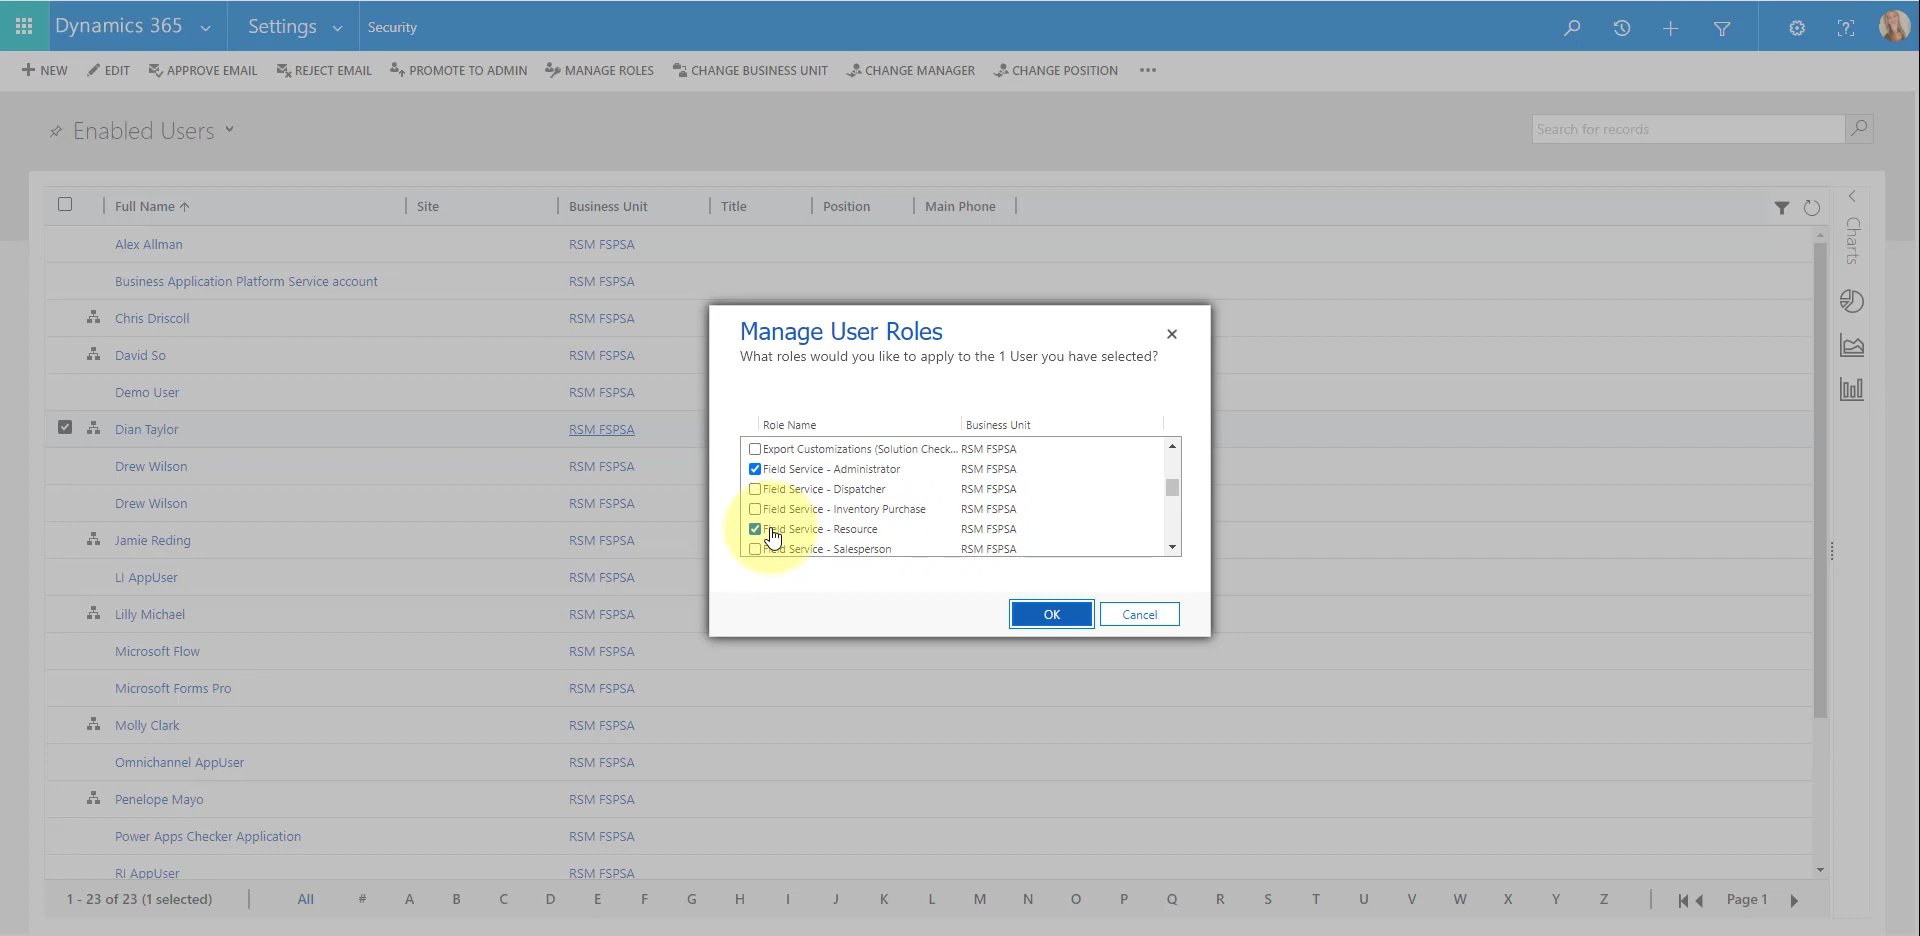 Dynamics 365 Settings Security
NEW EDIT APPROVE EMAIL REJECT EMAIL PROMOTE TO ADMIN MANAGE ROLES CHANGE BUSINESS UNIT CHANGE MANAGER CHANGE POSITION ...
Enabled Users
Search for records
Full Name Site Business Unit Title Position Main Phone
Charts
Alex Allman RSM FSPSA
Business Application Platform Service account RSM FSPSA
Chris Driscoll RSM FSPSA
David So RSM FSPSA
Demo User RSM FSPSA
Dian Taylor RSM FSPSA
Drew Wilson RSM FSPSA
Drew Wilson RSM FSPSA
Jamie Reding RSM FSPSA
LI AppUser RSM FSPSA
Lilly Michael RSM FSPSA
Microsoft Flow RSM FSPSA
Microsoft Forms Pro RSM FSPSA
Molly Clark RSM FSPSA
Omnichannel AppUser RSM FSPSA
Penelope Mayo RSM FSPSA
Power Apps Checker Application RSM FSPSA
RI AppUser RSM FSPSA
1 - 23 of 23 (1 selected) All # A B C D E F G H I J K L M N O P Q R S T U V W X Y Z Page 1
Manage User Roles
What roles would you like to apply to the 1 User you have selected?
Role Name Business Unit
Export Customizations (Solution Check... RSM FSPSA
Field Service - Administrator RSM FSPSA
Field Service - Dispatcher RSM FSPSA
Field Service - Inventory Purchase RSM FSPSA
Field Service - Resource RSM FSPSA
Field Service - Salesperson RSM FSPSA
OK Cancel